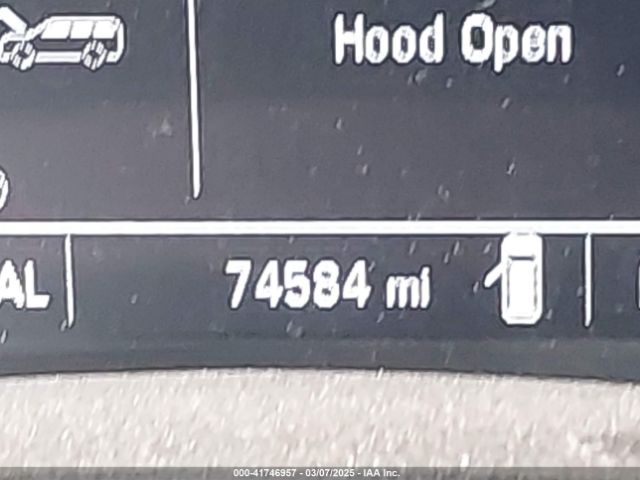 Hood Open
AL
74584 mi
000-41746957 - 03/07/2025 - IAA Inc.